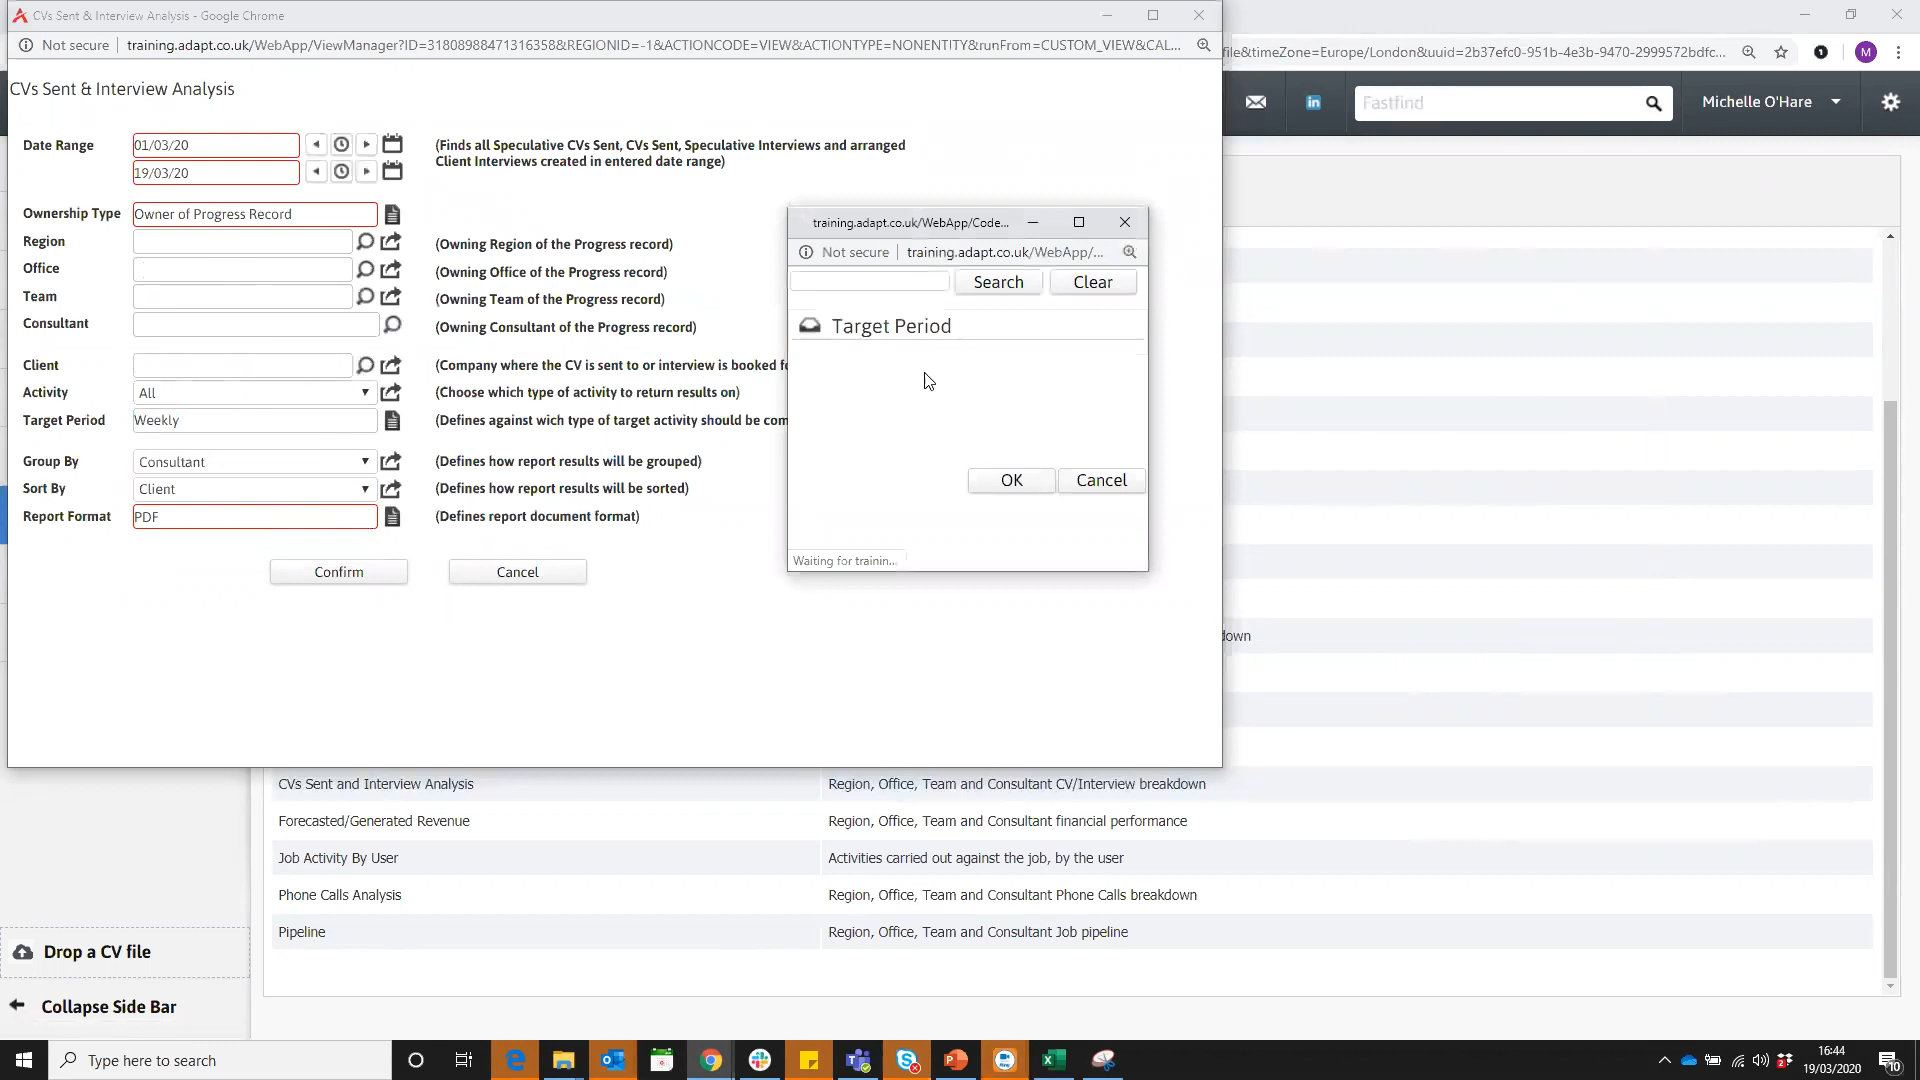 CVs Sent & Interview Analysis - Google Chrome
Not secure training.adapt.co.uk/WebApp/ViewManager?ID=31808988471316358&REGIONID=-1&ACTIONCODE=VIEW&ACTIONTYPE=NONENTITY&runFrom=CUSTOM_VIEW&CAL...
file&timeZone=Europe/London&uuid=2b37efc0-951b-4e3b-9470-2999572bdfc...
M
CVs Sent & Interview Analysis
in
Fastfind
Michelle O'Hare
Date Range 01/03/20 (Finds all Speculative CVs Sent, CVs Sent, Speculative Interviews and arranged
19/03/20 Client Interviews created in entered date range)
Ownership Type Owner of Progress Record
Region (Owning Region of the Progress record)
Office (Owning Office of the Progress record)
Team (Owning Team of the Progress record)
Consultant (Owning Consultant of the Progress record)
Client (Company where the CV is sent to or interview is booked
Activity All (Choose which type of activity to return results on)
Target Period Weekly (Defines against wich type of target activity should be
Group By Consultant (Defines how report results will be grouped)
Sort By Client (Defines how report results will be sorted)
Report Format PDF (Defines report document format)
Confirm Cancel
training.adapt.co.uk/WebApp/Code...
Not secure training.adapt.co.uk/WebApp/...
Search Clear
Target Period
OK Cancel
Waiting for trainin...
down
CVs Sent and Interview Analysis Region, Office, Team and Consultant CV/Interview breakdown
Forecasted/Generated Revenue Region, Office, Team and Consultant financial performance
Job Activity By User Activities carried out against the job, by the user
Phone Calls Analysis Region, Office, Team and Consultant Phone Calls breakdown
Pipeline Region, Office, Team and Consultant Job pipeline
Drop a CV file
Collapse Side Bar
Type here to search
16:44
19/03/2020
10